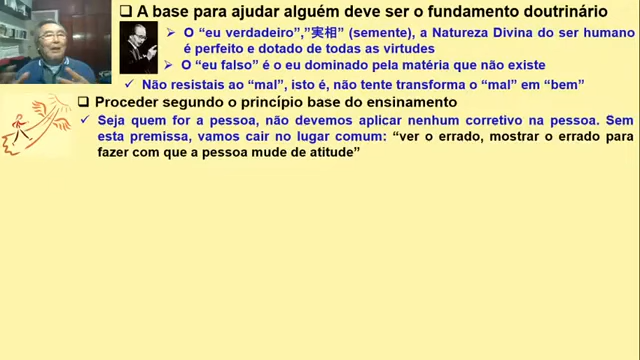 ❑ A base para ajudar alguém deve ser o fundamento doutrinário
➢ O “eu verdadeiro”,”実相” (semente), a Natureza Divina do ser humano
é perfeito e dotado de todas as virtudes
➢ O “eu falso” é o eu dominado pela matéria que não existe
✓ Não resistais ao “mal”, isto é, não tente transforma o “mal” em “bem”
❑ Proceder segundo o princípio base do ensinamento
✓ Seja quem for a pessoa, não devemos aplicar nenhum corretivo na pessoa. Sem
esta premissa, vamos cair no lugar comum: “ver o errado, mostrar o errado para
fazer com que a pessoa mude de atitude”